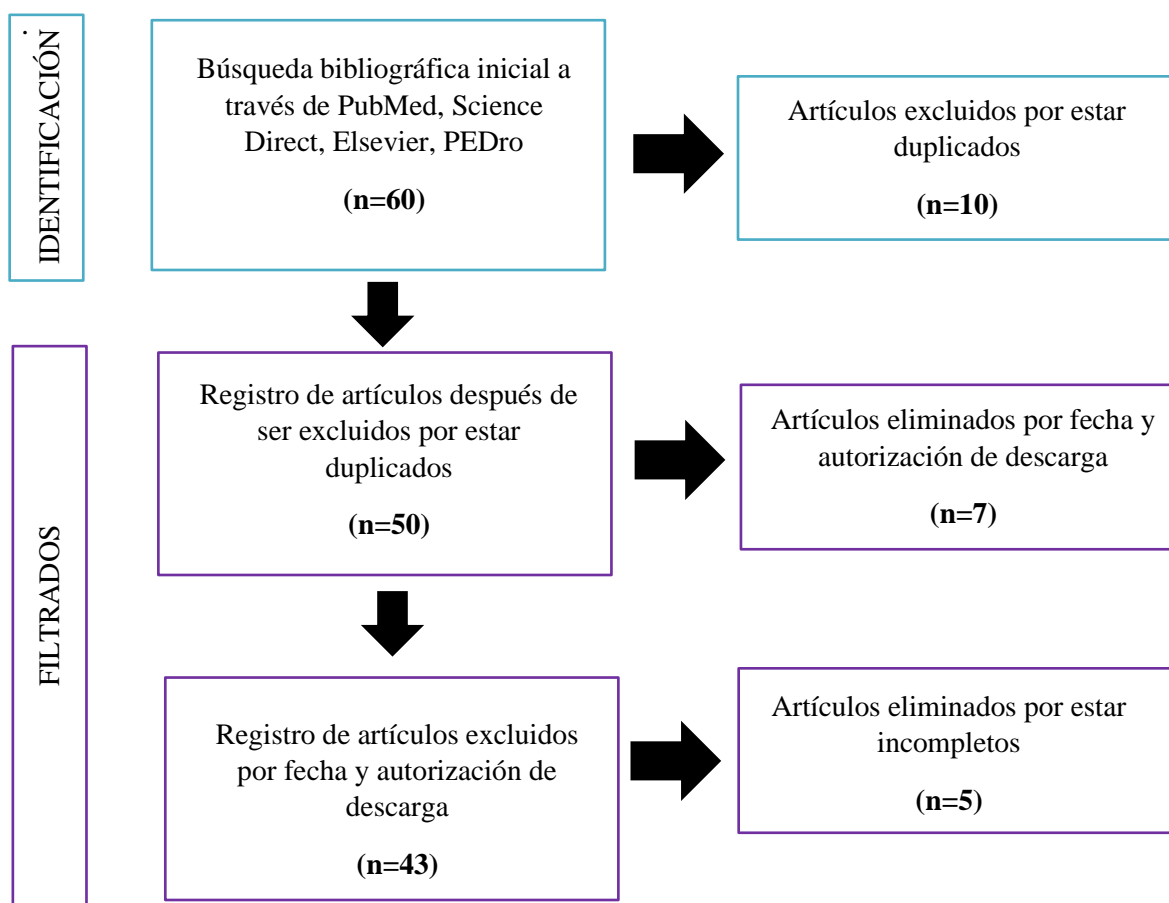 .
IDENTIFICACIÓN
Búsqueda bibliográfica inicial a
través de PubMed, Science
Direct, Elsevier, PEDro
(n=60)
Artículos excluidos por estar
duplicados
(n=10)
FILTRADOS
Registro de artículos después de
ser excluidos por estar
duplicados
(n=50)
Artículos eliminados por fecha y
autorización de descarga
(n=7)
Registro de artículos excluidos
por fecha y autorización de
descarga
(n=43)
Artículos eliminados por estar
incompletos
(n=5)